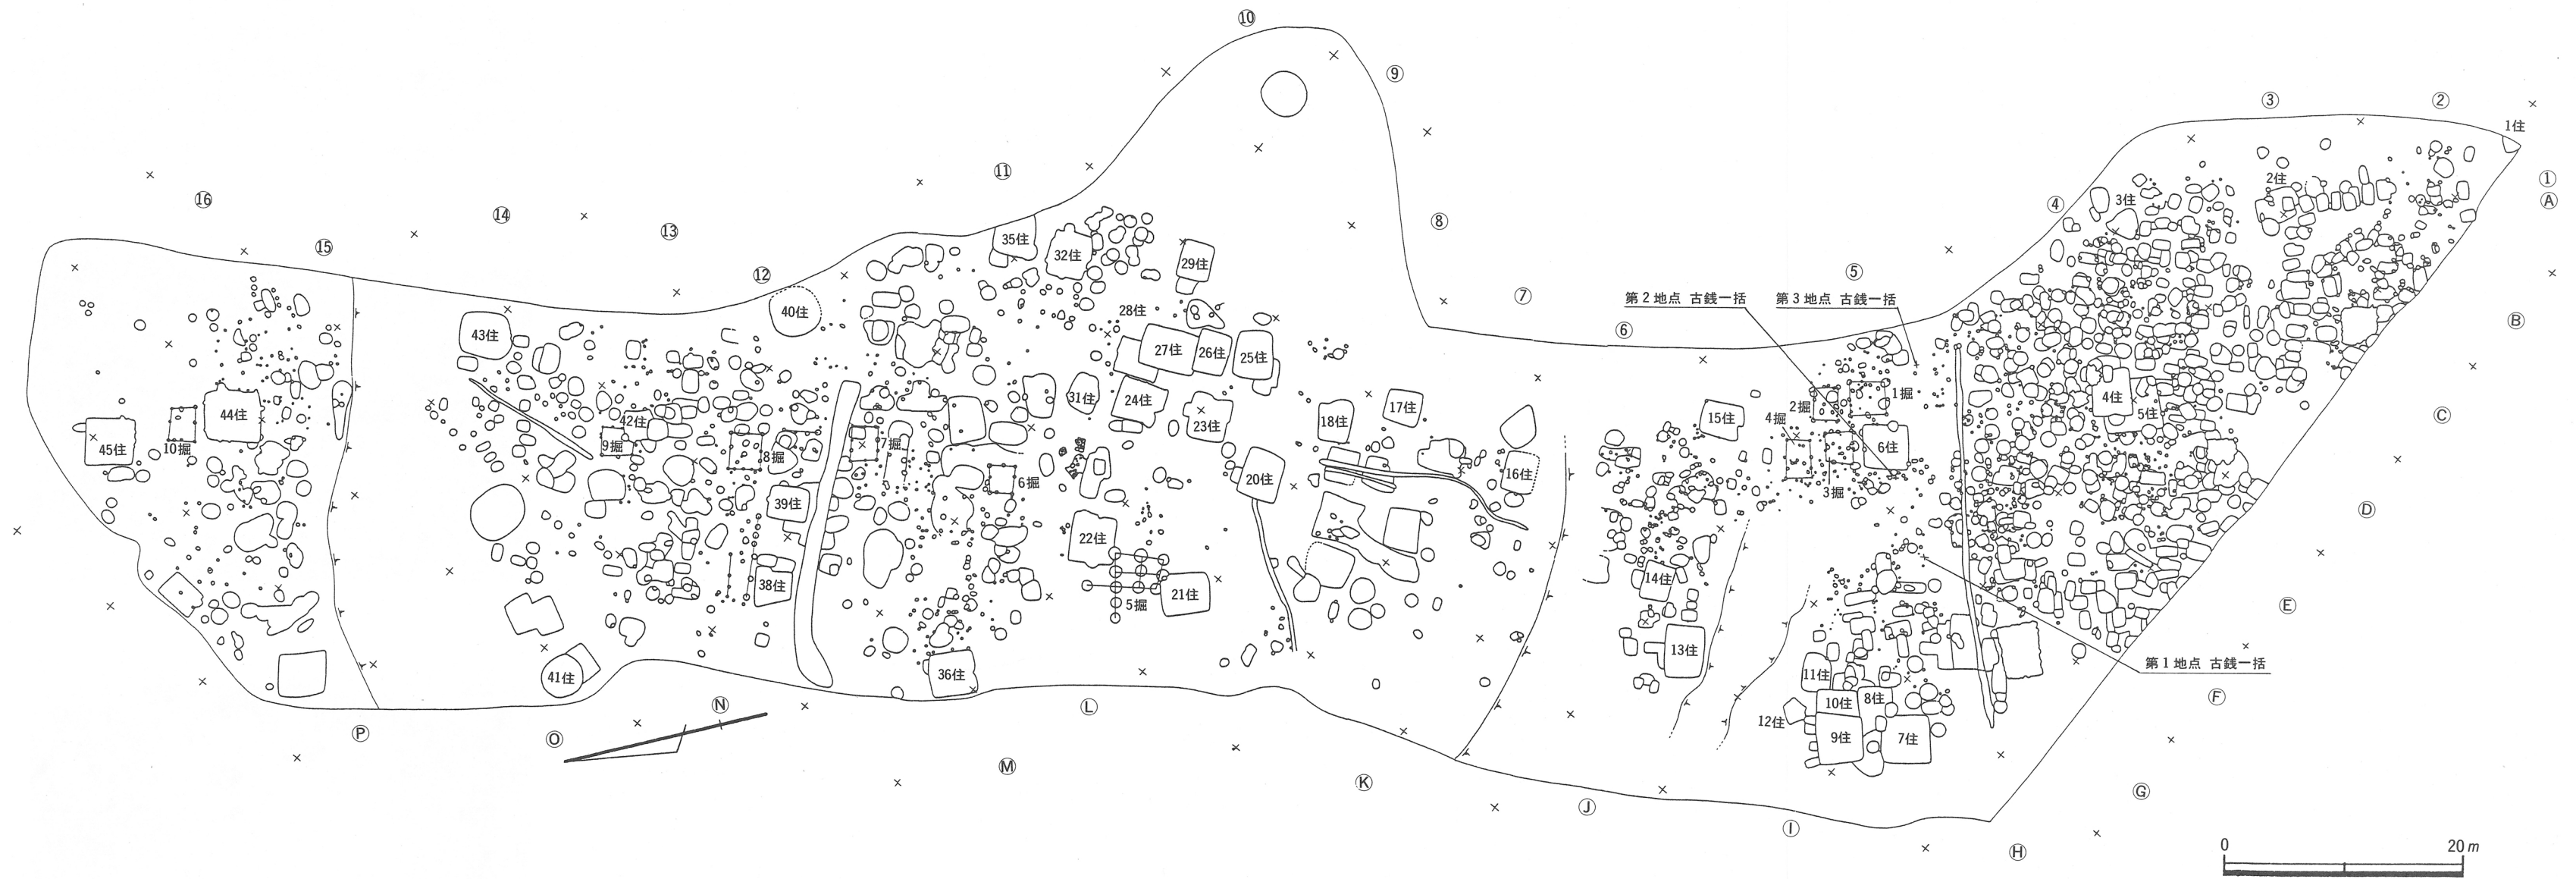 ⑩
⑨
③
②
1住
⑪
①
Ⓐ
2住
⑯
3住
④
⑭
⑧
⑬
35住
⑮
32住
29住
⑫
⑤
⑦
第2地点 古銭一括
第3地点 古銭一括
28住
40住
Ⓑ
⑥
43住
27住
26住
25住
1掘
31住
24住
4住
2掘
17住
44住
5住
Ⓒ
4掘
15住
42住
18住
23住
9掘
7掘
6住
45住
10掘
8掘
16住
20住
6掘
3掘
39住
Ⓓ
22住
14住
38住
21住
5掘
Ⓔ
13住
第1地点 古銭一括
36住
11住
41住
Ⓕ
8住
10住
Ⓝ
Ⓛ
12住
Ⓟ
Ⓞ
9住
7住
Ⓜ
Ⓚ
Ⓖ
Ⓙ
Ⓘ
Ⓗ
0
20m